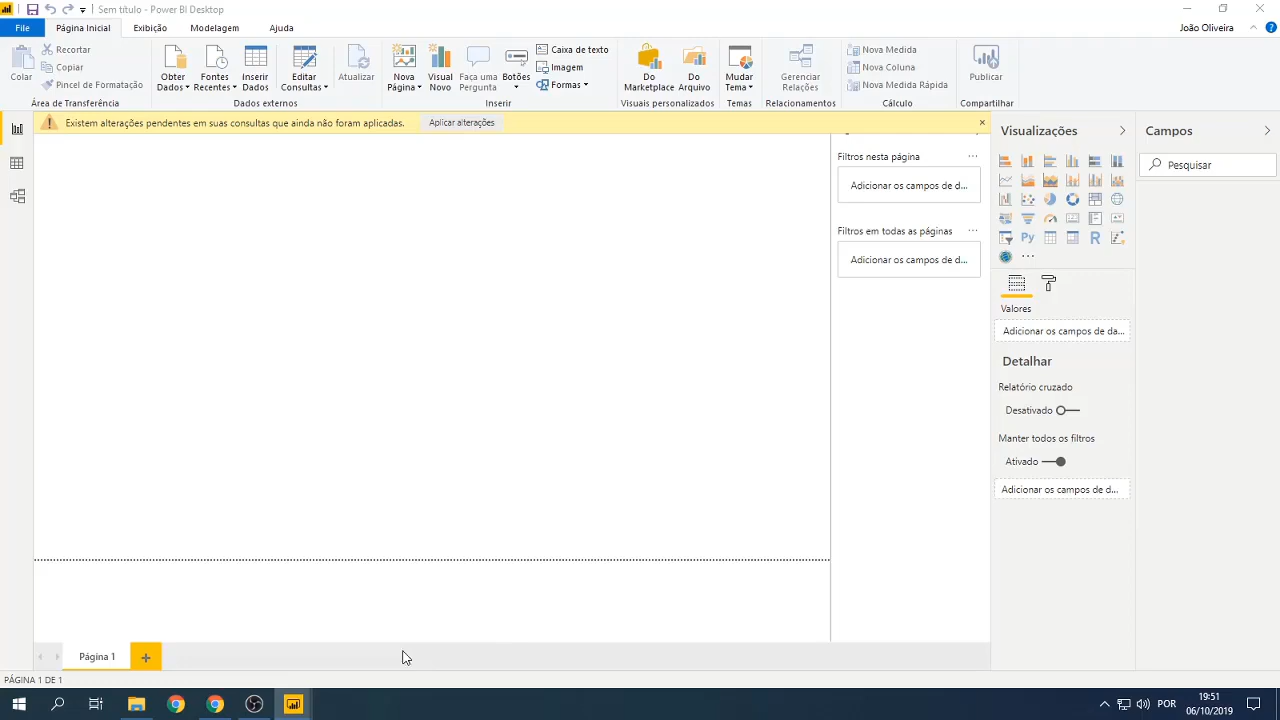 Sem título - Power BI Desktop
File Página Inicial Exibição Modelagem Ajuda João Oliveira
Colar
Recortar
Copiar
Pincel de Formatação
Área de Transferência
Obter Dados
Fontes Recentes
Inserir Dados
Editar Consultas
Atualizar
Dados externos
Nova Página
Visual Novo
Faça uma Pergunta
Botões
Caixa de texto
Imagem
Formas
Inserir
Do Marketplace
Do Arquivo
Visuais personalizados
Mudar Tema
Temas
Gerenciar Relações
Relacionamentos
Nova Medida
Nova Coluna
Nova Medida Rápida
Cálculo
Publicar
Compartilhar
Existem alterações pendentes em suas consultas que ainda não foram aplicadas. Aplicar alterações
Filtros nesta página
Adicionar os campos de d...
Filtros em todas as páginas
Adicionar os campos de d...
Visualizações
Py
R
Valores
Adicionar os campos de da...
Detalhar
Relatório cruzado
Desativado
Manter todos os filtros
Ativado
Adicionar os campos de d...
Campos
Pesquisar
Página 1
PÁGINA 1 DE 1
POR
19:51
06/10/2019